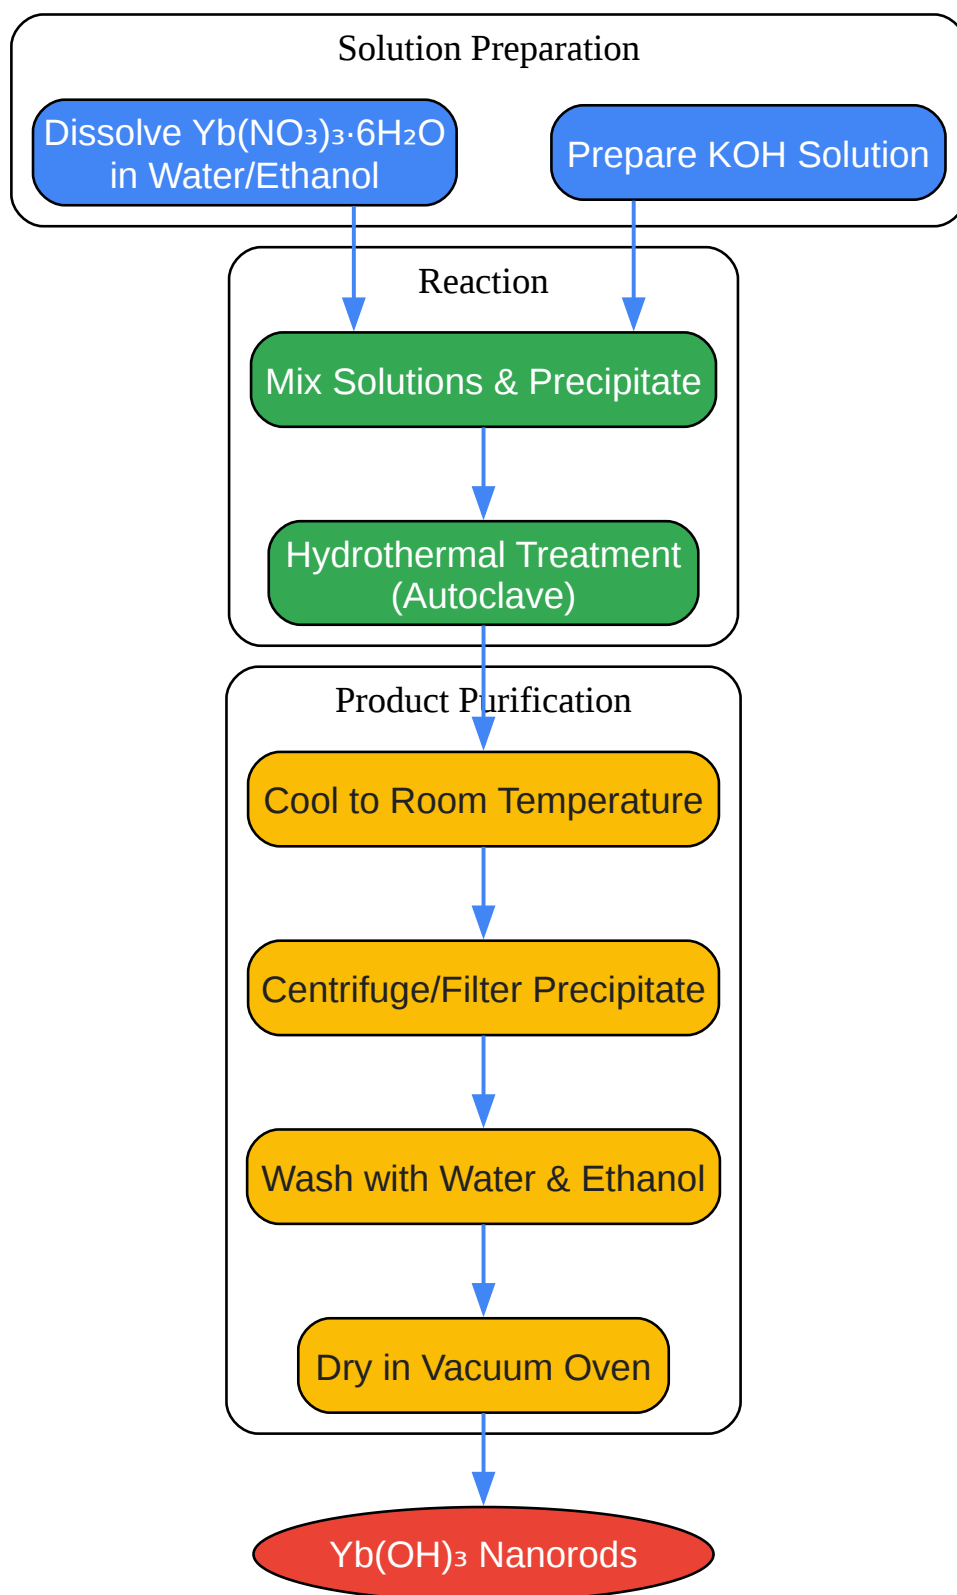 Solution Preparation
Dissolve Yb(NO₃)₃·6H₂O
in Water/Ethanol
Prepare KOH Solution
Reaction
Mix Solutions & Precipitate
Hydrothermal Treatment
(Autoclave)
Product Purification
Cool to Room Temperature
Centrifuge/Filter Precipitate
Wash with Water & Ethanol
Dry in Vacuum Oven
Yb(OH)₃ Nanorods